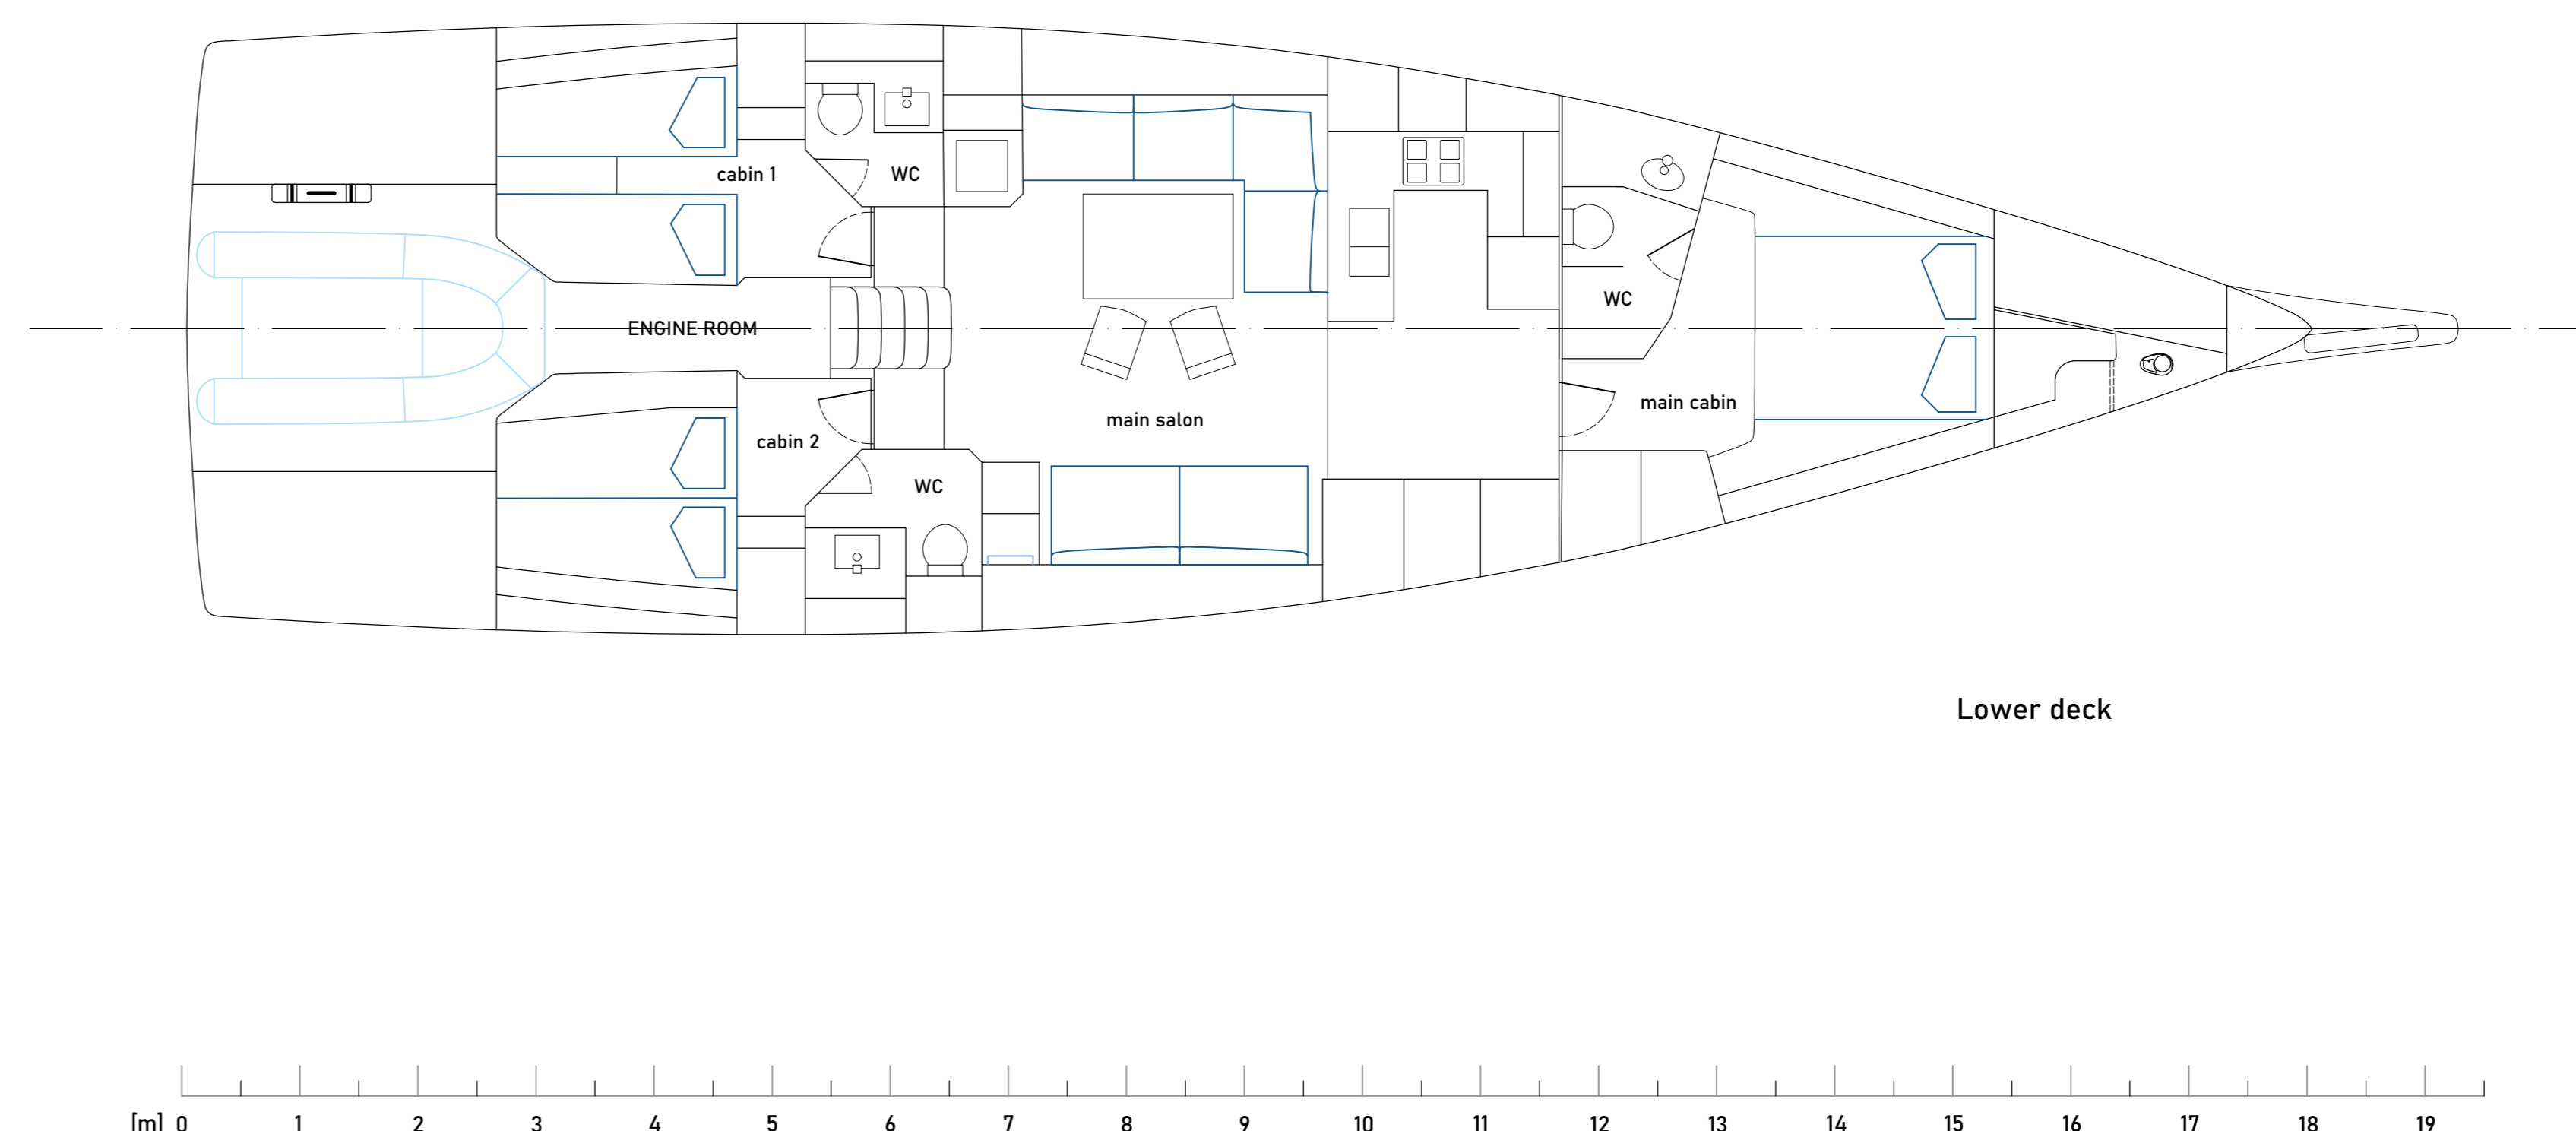 cabin 1
WC
WC
ENGINE ROOM
main salon
main cabin
cabin 2
WC
Lower deck
[m] 0 1 2 3 4 5 6 7 8 9 10 11 12 13 14 15 16 17 18 19